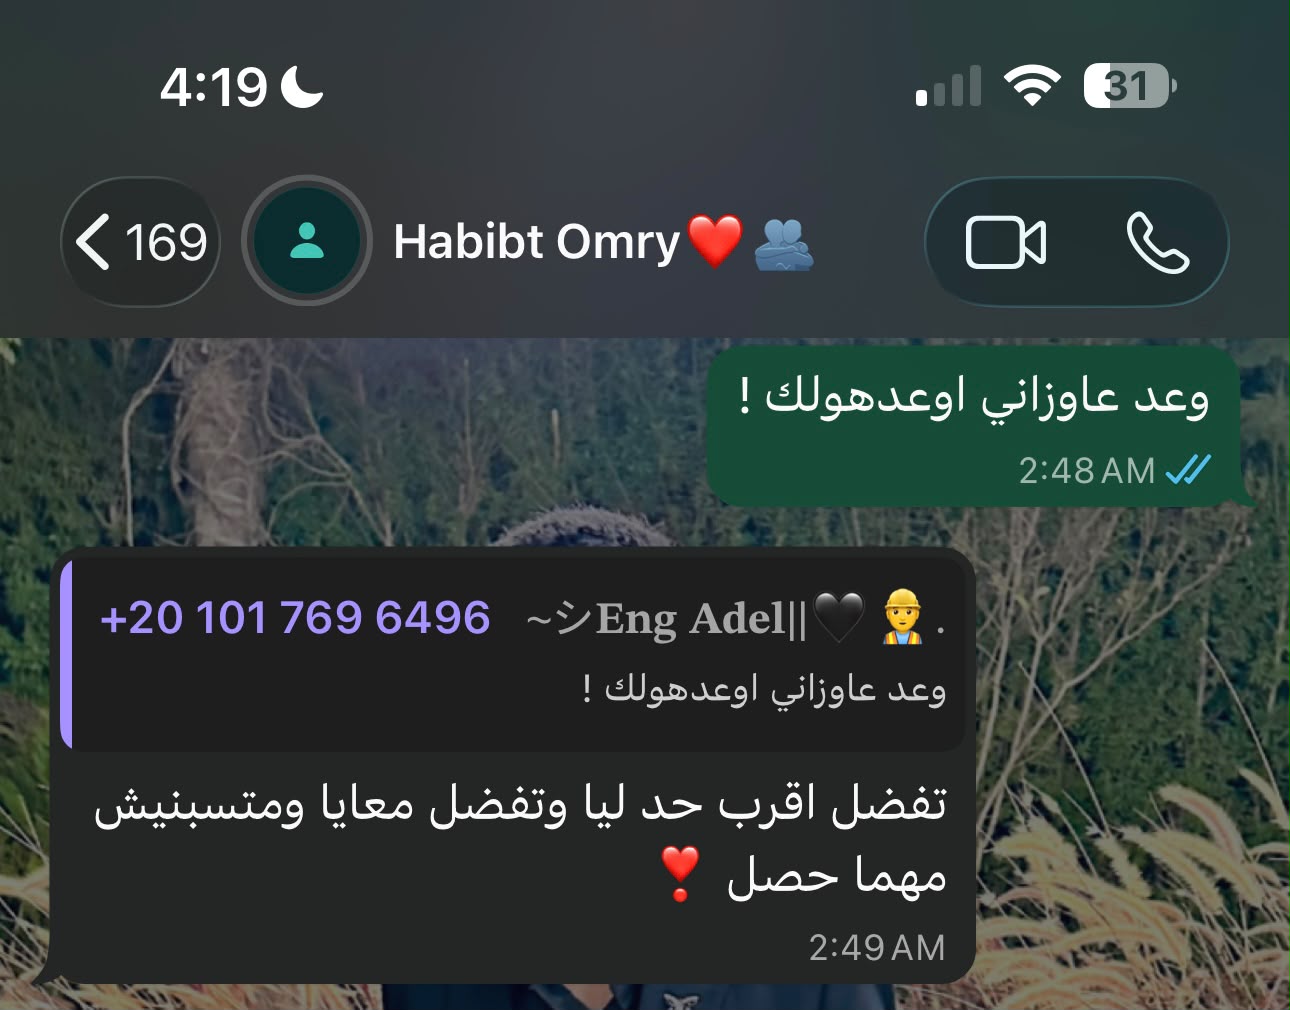 4:19
31
169
Habibt Omry❤️🫂
وعد عاوزاني اوعدهولك !
2:48 AM
+20 101 769 6496 ~シEng Adel||🖤👷.
وعد عاوزاني اوعدهولك !
تفضل اقرب حد ليا وتفضل معايا ومتسبنيش
مهما حصل ❣️
2:49 AM